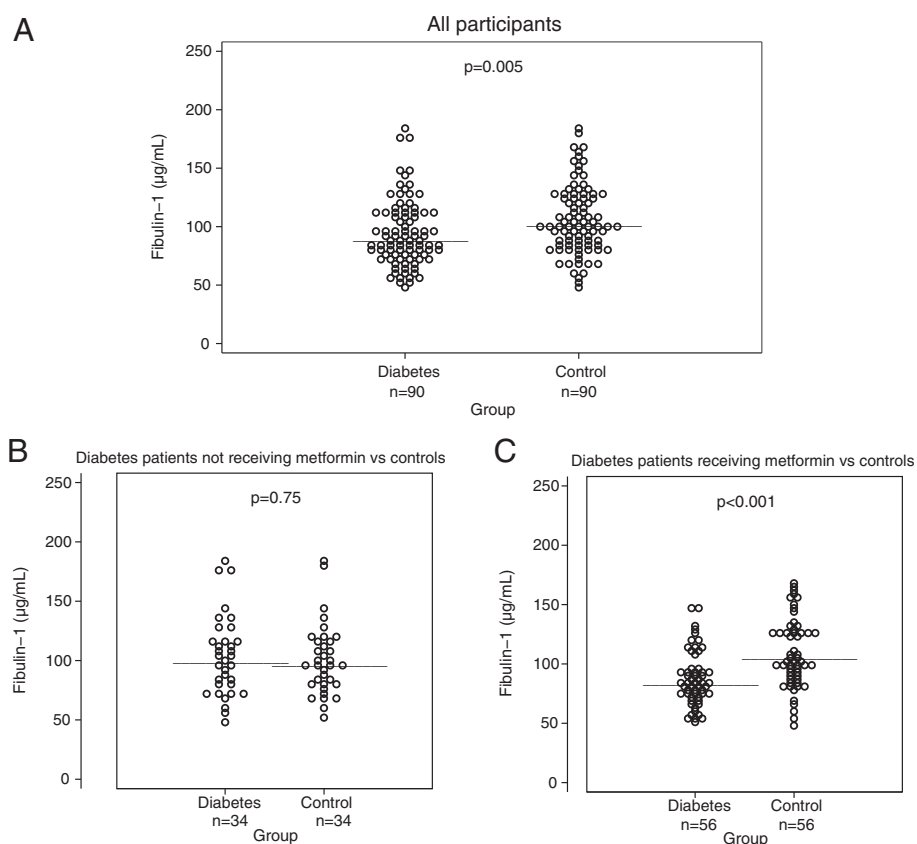 A
All participants
250
200
150
100
50
0
Fibulin−1 (µg/mL)
p=0.005
Diabetes Control
n=90 n=90
Group
B
Diabetes patients not receiving metformin vs controls
250
200
150
100
50
0
Fibulin−1 (µg/mL)
p=0.75
Diabetes Control
n=34 n=34
Group
C
Diabetes patients receiving metformin vs controls
250
200
150
100
50
0
Fibulin−1 (µg/mL)
p<0.001
Diabetes Control
n=56 n=56
Group